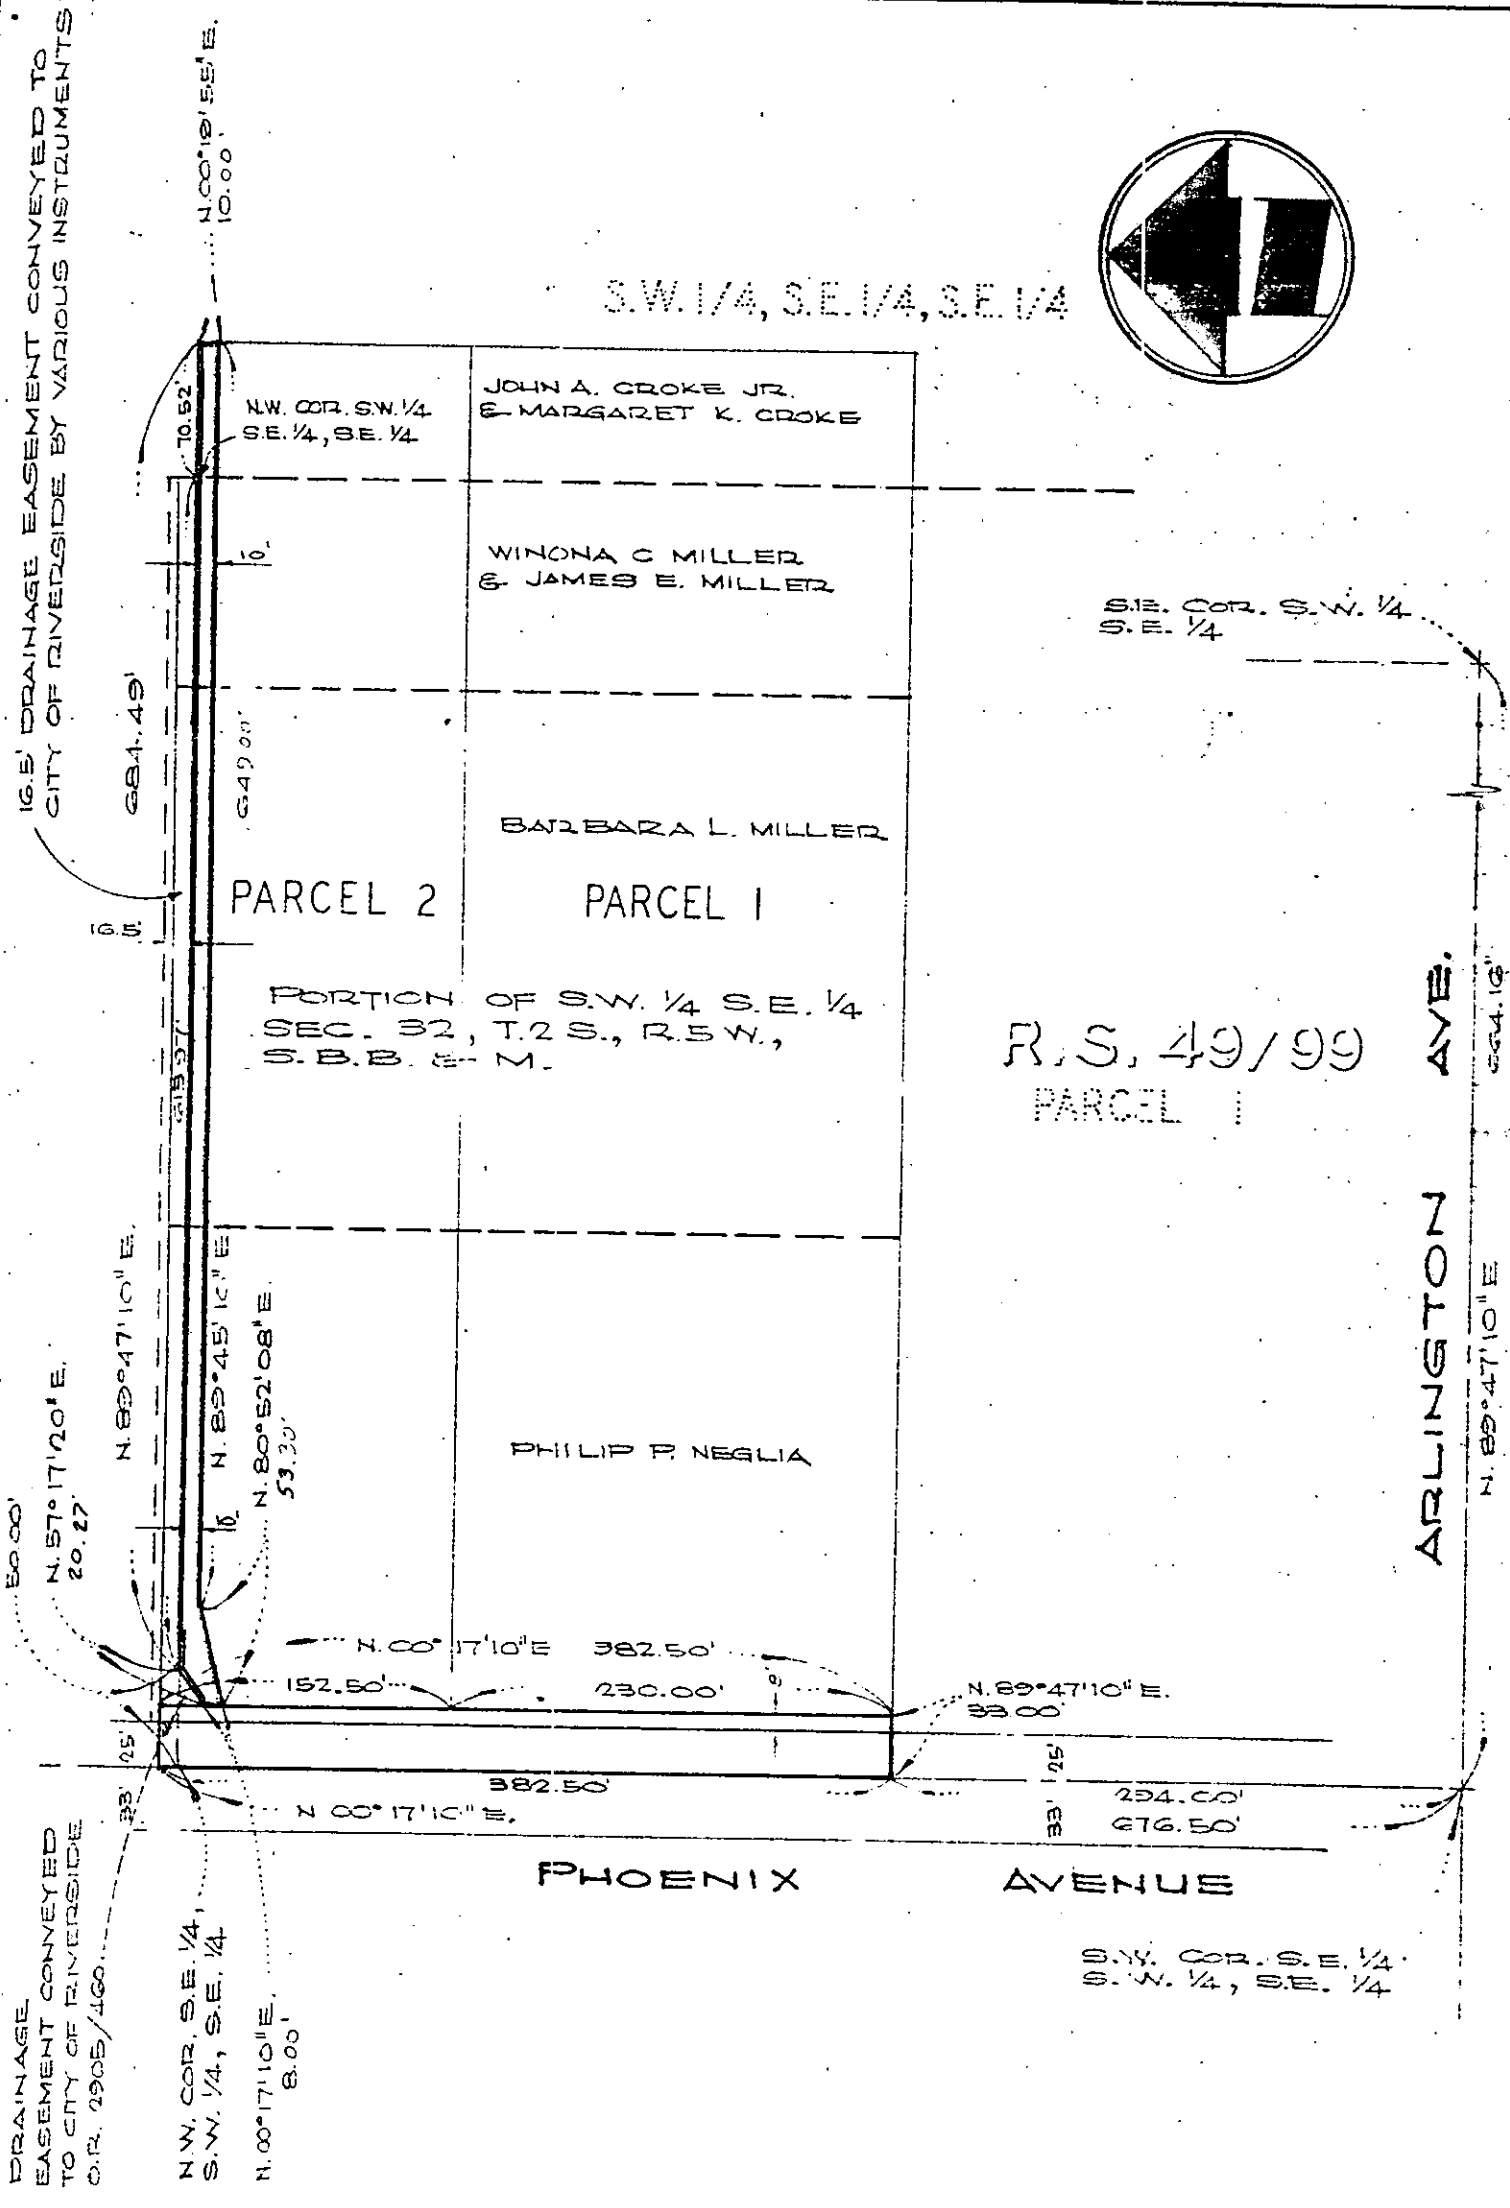 16.5' DRAINAGE EASEMENT CONVEYED TO
CITY OF RIVERSIDE BY VARIOUS INSTRUMENTS
10.00'
S.W. 1/4, S.E. 1/4, S.E. 1/4
70.52'
N.W. COR. S.W. 1/4
S.E. 1/4, S.E. 1/4
JOHN A. CROKE JR.
& MARGARET K. CROKE
10'
WINONA C MILLER
& JAMES E. MILLER
S.E. COR. S.W. 1/4
S.E. 1/4
684.49'
649.00'
BARBARA L. MILLER
PARCEL 2
PARCEL 1
16.5'
PORTION OF S.W. 1/4 S.E. 1/4
SEC. 32, T.2 S., R.5 W.,
S.B.B. & M.
R.S. 49/99
PARCEL 1
ARLINGTON AVE.
N. 89°47'10" E
N. 89°47'10" E.
N. 89°45'10" E
N. 80°52'08" E.
53.30'
50.00'
N. 57°17'20" E.
20.27'
PHILIP P. NEGLIA
N. 00°17'10" E 382.50'
152.50'
230.00'
N. 89°47'10" E.
33.00'
25'
25'
382.50'
N 00°17'10" E.
33'
33'
676.50'
PHOENIX AVENUE
DRAINAGE
EASEMENT CONVEYED
TO CITY OF RIVERSIDE
O.R. 2905/460
N.W. COR. S.E. 1/4,
S.W. 1/4, S.E. 1/4
N. 00°17'10" E.
8.00'
S.W. COR. S.E. 1/4
S.W. 1/4, S.E. 1/4